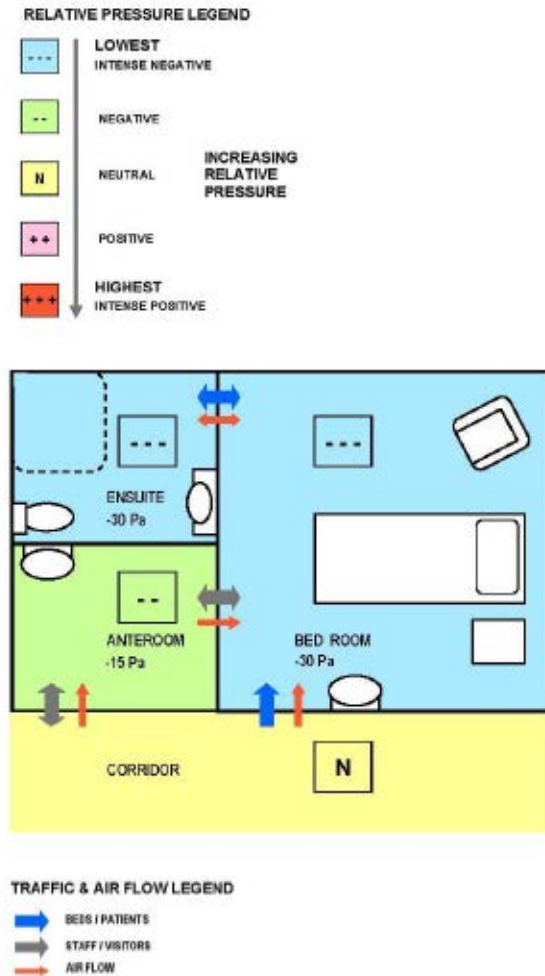 RELATIVE PRESSURE LEGEND
- - -
LOWEST
INTENSE NEGATIVE
- -
NEGATIVE
N
NEUTRAL
INCREASING
RELATIVE
PRESSURE
+ +
POSITIVE
+ + +
HIGHEST
INTENSE POSITIVE
- - -
- - -
ENSUITE
-30 Pa
- -
ANTEROOM
-15 Pa
BED ROOM
-30 Pa
CORRIDOR
N
TRAFFIC & AIR FLOW LEGEND
BEDS / PATIENTS
STAFF / VISITORS
AIR FLOW